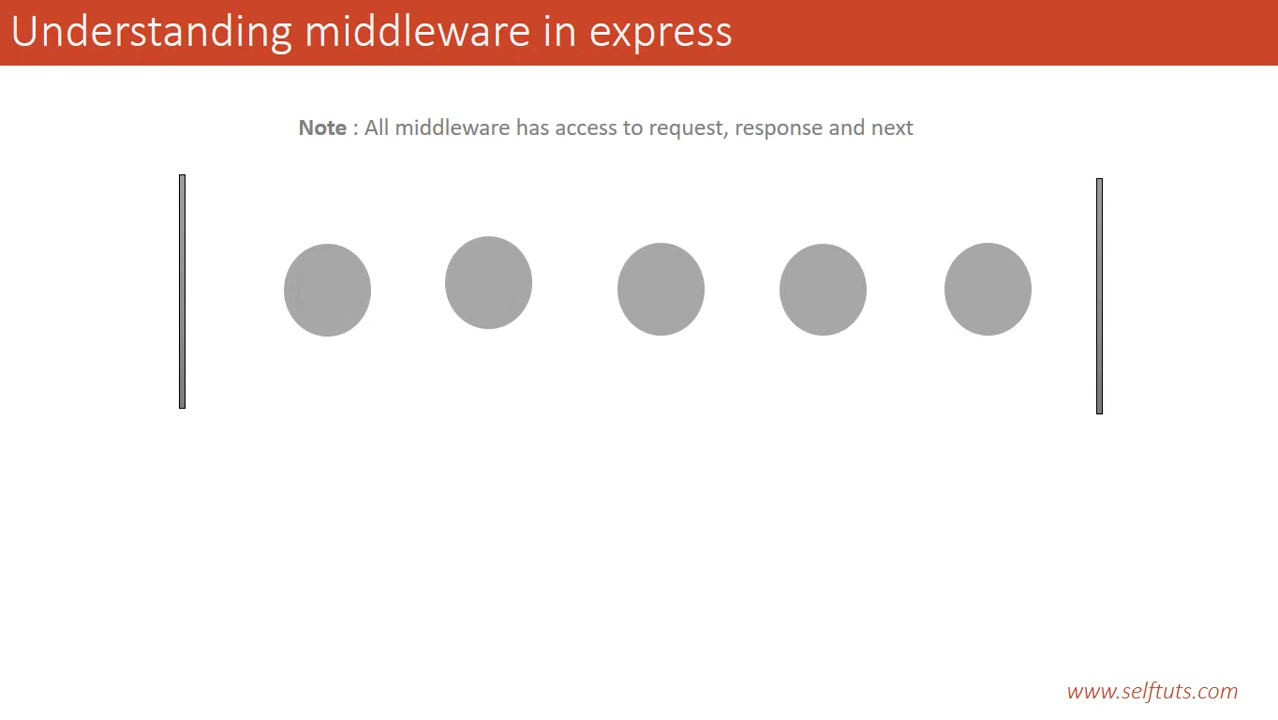 Understanding middleware in express
Note : All middleware has access to request, response and next
www.selftuts.com